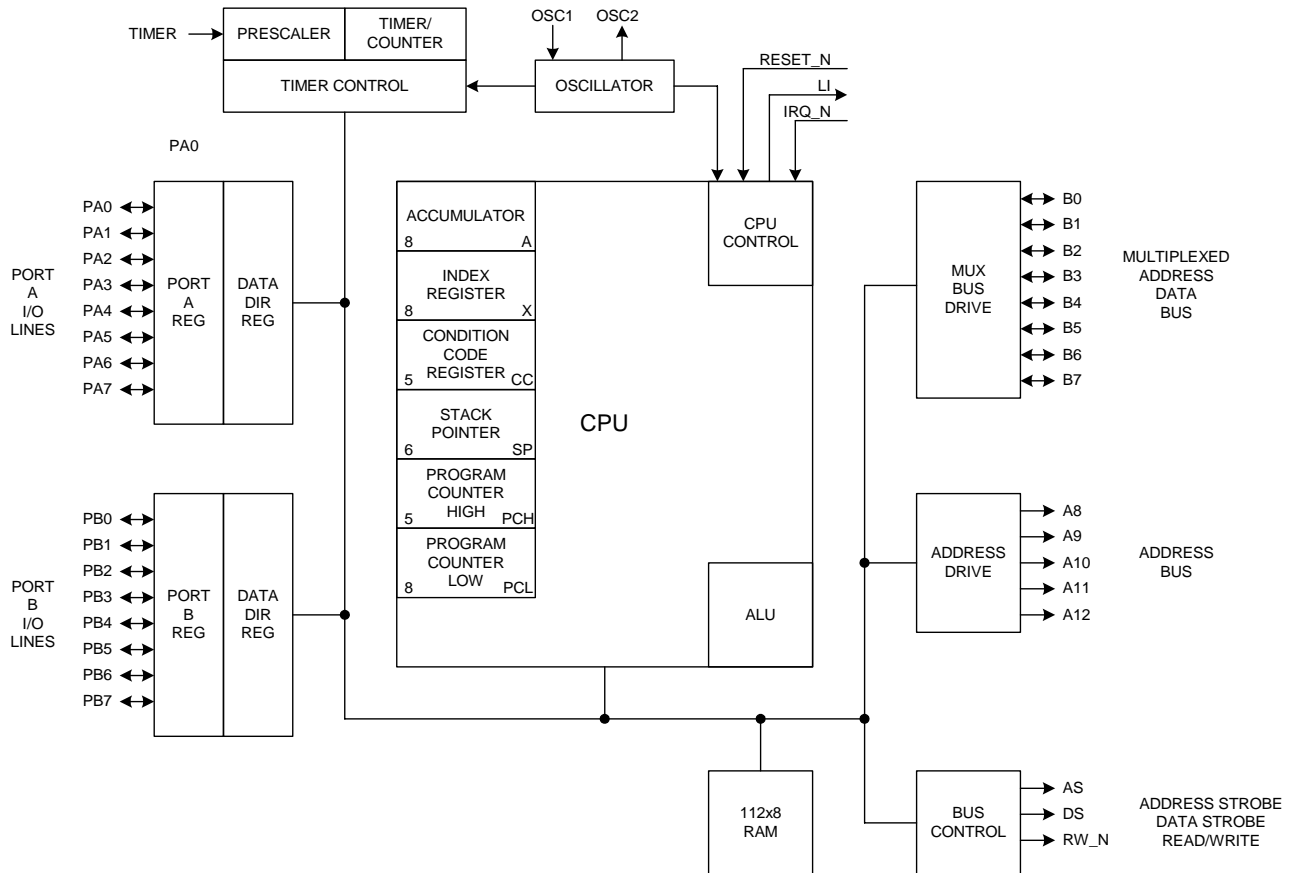 TIMER
PRESCALER
TIMER/
COUNTER
TIMER CONTROL
OSC1
OSC2
OSCILLATOR
RESET_N
LI
IRQ_N
PA0
PORT
A
I/O
LINES
PA0
PA1
PA2
PA3
PA4
PA5
PA6
PA7
PORT
A
REG
DATA
DIR
REG
PORT
B
I/O
LINES
PB0
PB1
PB2
PB3
PB4
PB5
PB6
PB7
PORT
B
REG
DATA
DIR
REG
ACCUMULATOR
8 A
INDEX
REGISTER
8 X
CONDITION
CODE
REGISTER
5 CC
STACK
POINTER
6 SP
PROGRAM
COUNTER
HIGH
5 PCH
PROGRAM
COUNTER
LOW
8 PCL
CPU
CPU
CONTROL
ALU
112x8
RAM
MUX
BUS
DRIVE
B0
B1
B2
B3
B4
B5
B6
B7
MULTIPLEXED
ADDRESS
DATA
BUS
ADDRESS
DRIVE
A8
A9
A10
A11
A12
ADDRESS
BUS
BUS
CONTROL
AS
DS
RW_N
ADDRESS STROBE
DATA STROBE
READ/WRITE